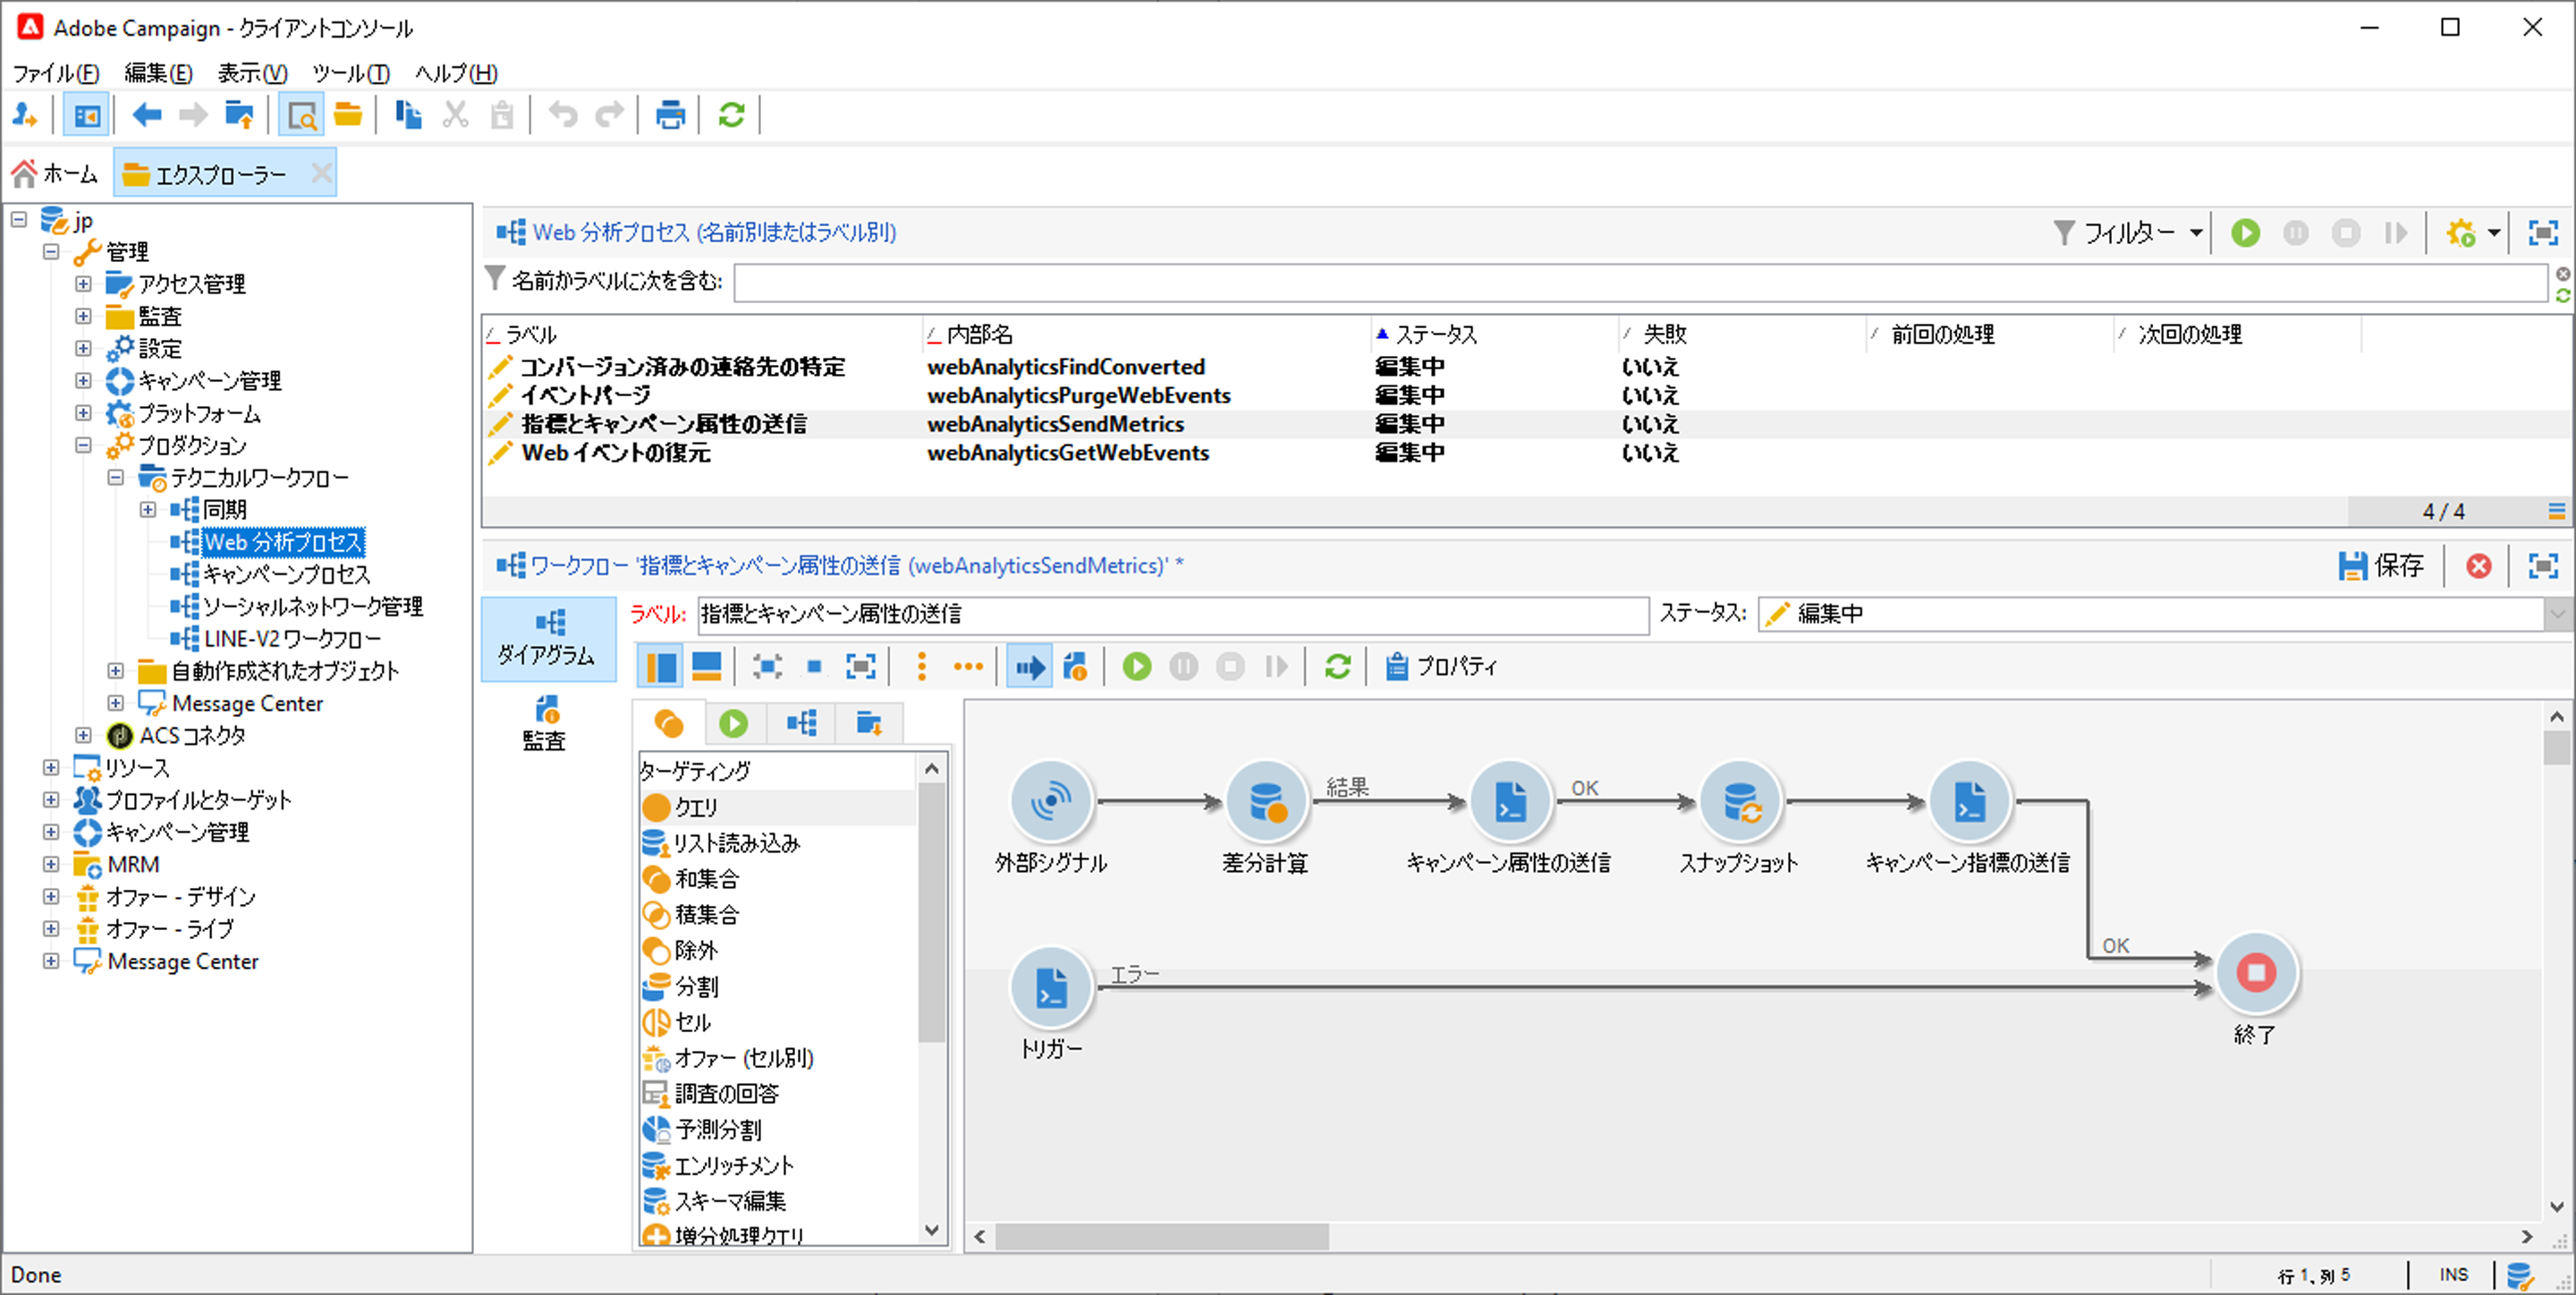 Adobe Campaign - クライアントコンソール
ファイル(F) 編集(E) 表示(V) ツール(T) ヘルプ(H)
ホーム エクスプローラー
jp
管理
アクセス管理
監査
設定
キャンペーン管理
プラットフォーム
プロダクション
テクニカルワークフロー
同期
Web 分析プロセス
キャンペーンプロセス
ソーシャルネットワーク管理
LINE-V2 ワークフロー
自動作成されたオブジェクト
Message Center
ACS コネクタ
リソース
プロファイルとターゲット
キャンペーン管理
MRM
オファー - デザイン
オファー - ライブ
Message Center
Web 分析プロセス (名前別またはラベル別) フィルター
名前かラベルに次を含む:
ラベル 内部名 ステータス 失敗 前回の処理 次回の処理
コンバージョン済みの連絡先の特定 webAnalyticsFindConverted 編集中 いいえ
イベントパージ webAnalyticsPurgeWebEvents 編集中 いいえ
指標とキャンペーン属性の送信 webAnalyticsSendMetrics 編集中 いいえ
Web イベントの復元 webAnalyticsGetWebEvents 編集中 いいえ
4 / 4
ワークフロー '指標とキャンペーン属性の送信 (webAnalyticsSendMetrics)' * 保存
ダイアグラム
監査
ラベル: 指標とキャンペーン属性の送信 ステータス: 編集中
プロパティ
ターゲティング
クエリ
リスト読み込み
和集合
積集合
除外
分割
セル
オファー (セル別)
調査の回答
予測分割
エンリッチメント
スキーマ編集
増分処理クエリ
結果 OK
外部シグナル 差分計算 キャンペーン属性の送信 スナップショット キャンペーン指標の送信
OK
エラー
トリガー 終了
Done 行 1, 列 5 INS